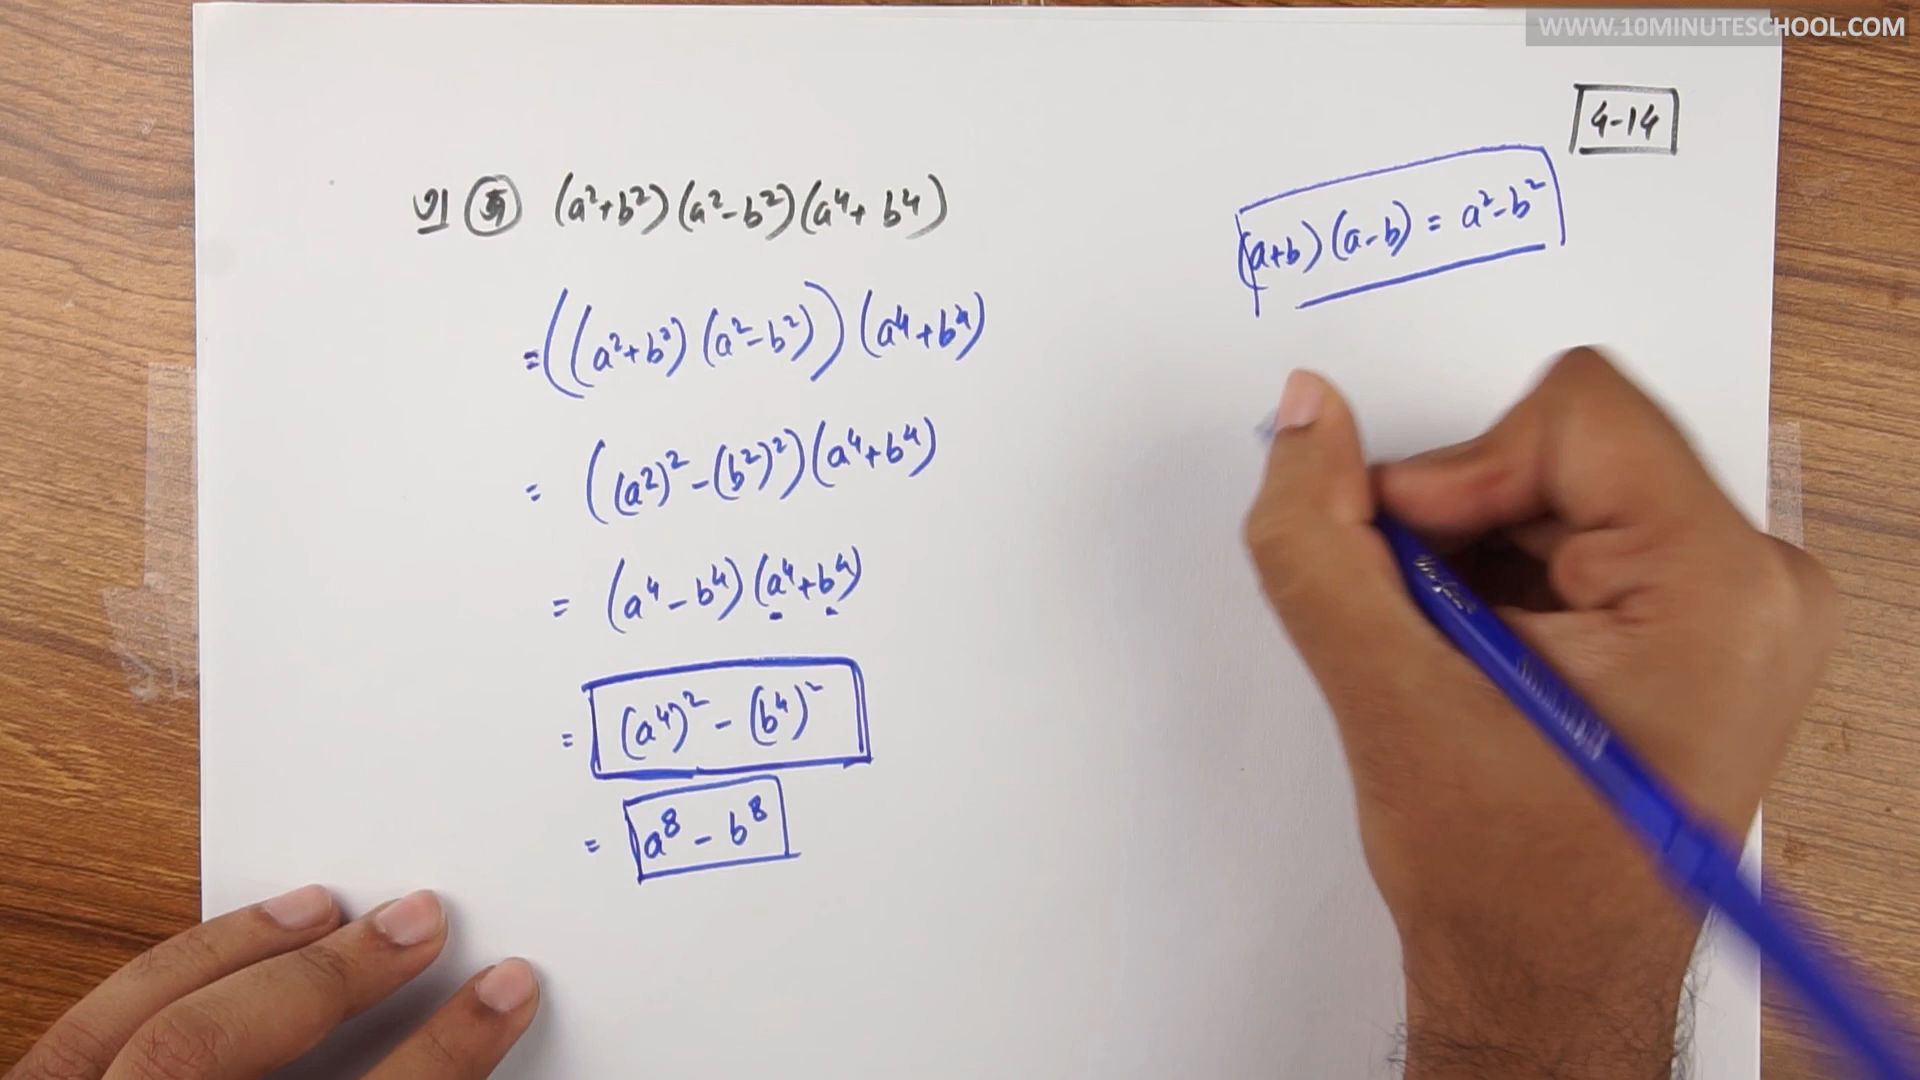 WWW.10MINUTESCHOOL.COM
4-14
(a²+b²)(a²-b²)(a⁴+b⁴)
(a+b)(a-b) = a²-b²
=((a²+b²)(a²-b²))(a⁴+b⁴)
= ((a²)²-(b²)²)(a⁴+b⁴)
= (a⁴-b⁴)(a⁴+b⁴)
= (a⁴)² - (b⁴)²
= a⁸ - b⁸